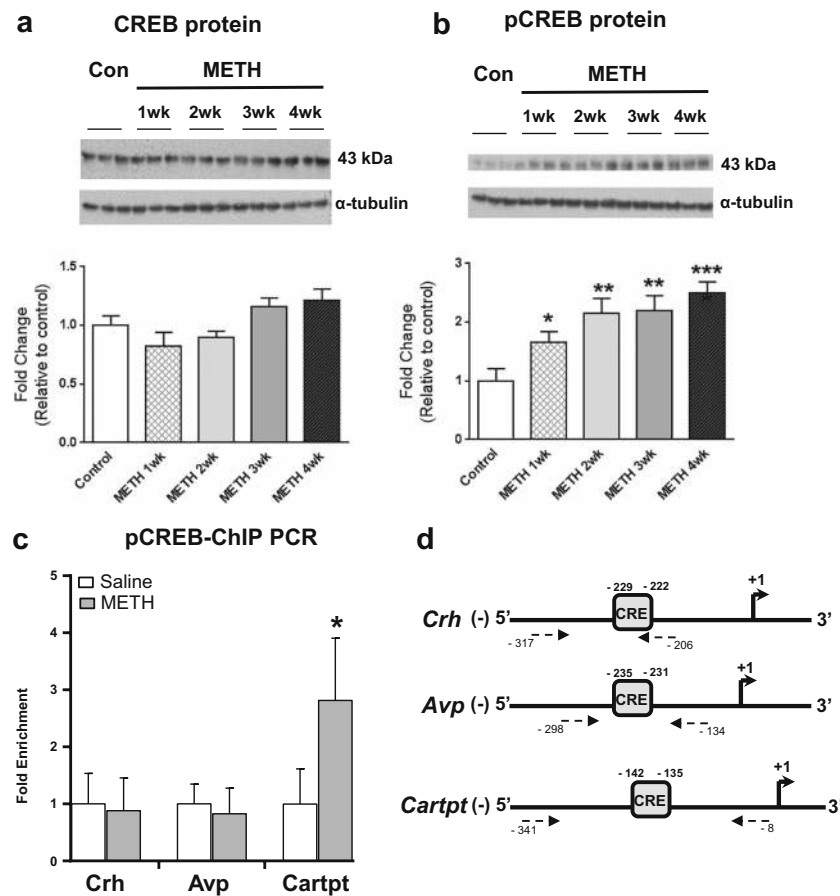 a
CREB protein
Con
METH
1wk 2wk 3wk 4wk
43 kDa
α-tubulin
Fold Change
(Relative to control)
1.5
1.0
0.5
0.0
Control
METH 1wk
METH 2wk
METH 3wk
METH 4wk
b
pCREB protein
Con
METH
1wk 2wk 3wk 4wk
43 kDa
α-tubulin
Fold Change
(Relative to control)
3
2
1
0
*
**
**
***
Control
METH 1wk
METH 2wk
METH 3wk
METH 4wk
c
pCREB-ChIP PCR
Fold Enrichment
5
4
3
2
1
0
Saline
METH
*
Crh Avp Cartpt
d
- 229 - 222
+1
Crh (-) 5’ CRE 3’
- 317 - 206
- 235 - 231
+1
Avp (-) 5’ CRE 3’
- 298 - 134
- 142 - 135
+1
Cartpt (-) 5’ CRE 3’
- 341 - 8